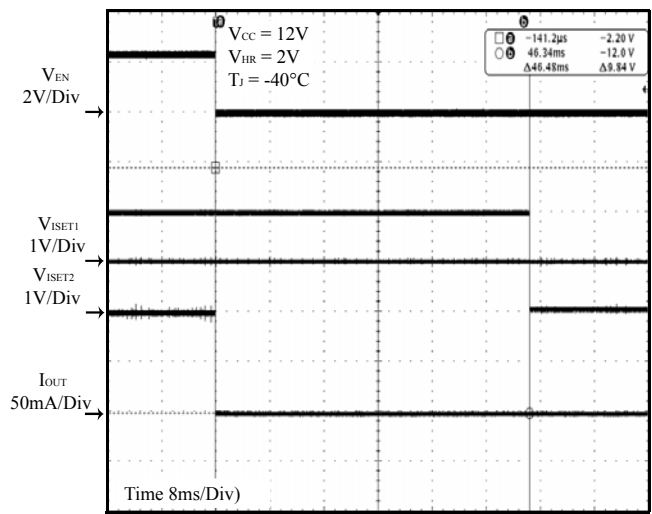 VCC = 12V
VHR = 2V
TJ = -40°C
a -141.2µs -2.20 V
b 46.34ms -12.0 V
Δ46.48ms Δ9.84 V
VEN
2V/Div
VISET1
1V/Div
VISET2
1V/Div
IOUT
50mA/Div
Time 8ms/Div)